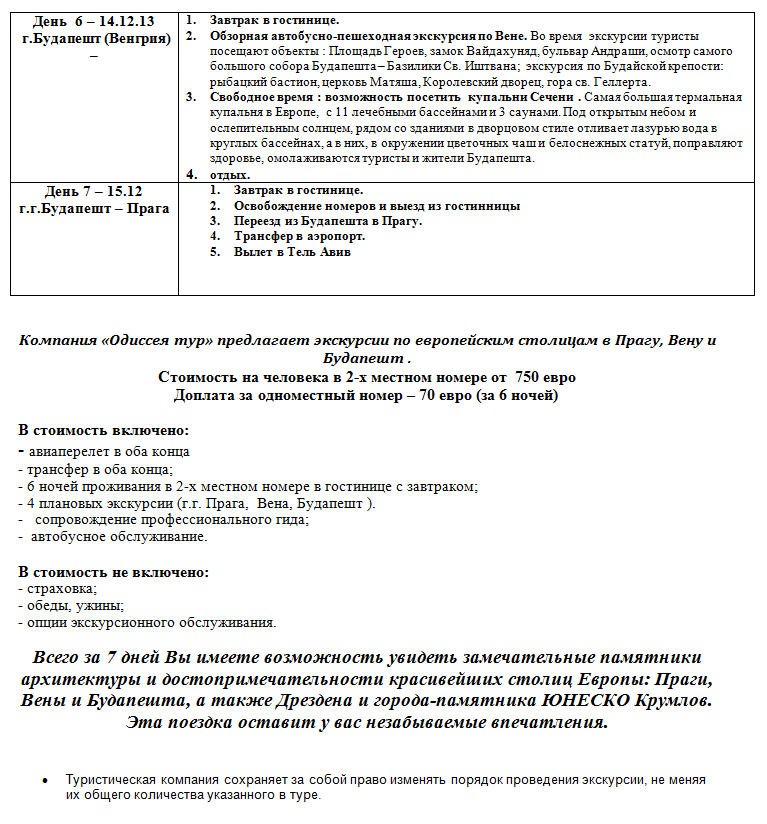 День  6 – 14.12.13
г.Будапешт (Венгрия)
–
1. Завтрак в гостинице.
2. Обзорная автобусно-пешеходная экскурсия по Вене. Во время  экскурсии туристы
посещают объекты : Площадь Героев, замок Вайдахуняд, бульвар Андраши, осмотр самого
большого собора Будапешта – Базилики Св. Иштвана;  экскурсия по Будайской крепости:
рыбацкий бастион, церковь Матяша, Королевский дворец, гора св. Геллерта.
3. Свободное время : возможность посетить  купальни Сечени . Самая большая термальная
купальня в Европе,  с 11 лечебными бассейнами и 3 саунами. Под открытым небом и
ослепительным солнцем, рядом со зданиями в дворцовом стиле отливает лазурью вода в
круглых бассейнах, а в них, в окружении цветочных чаш и белоснежных статуй, поправляют
здоровье, омолаживаются туристы и жители Будапешта.
4. отдых.
День 7 – 15.12
г.г.Будапешт – Прага
1. Завтрак в гостинице.
2. Освобождение номеров и выезд из гостинницы
3. Переезд из Будапешта в Прагу.
4. Трансфер в аэропорт.
5. Вылет в Тель Авив
Компания «Одиссея тур» предлагает экскурсии по европейским столицам в Прагу, Вену и
Будапешт .
Стоимость на человека в 2-х местном номере от  750 евро
Доплата за одноместный номер – 70 евро (за 6 ночей)
В стоимость включено:
- авиаперелет в оба конца
- трансфер в оба конца;
- 6 ночей проживания в 2-х местном номере в гостинице с завтраком;
- 4 плановых экскурсии (г.г. Прага,  Вена, Будапешт ).
-   сопровождение профессионального гида;
-  автобусное обслуживание.
В стоимость не включено:
- страховка;
- обеды, ужины;
- опции экскурсионного обслуживания.
Всего за 7 дней Вы имеете возможность увидеть замечательные памятники
архитектуры и достопримечательности красивейших столиц Европы: Праги,
Вены и Будапешта, а также Дрездена и города-памятника ЮНЕСКО Крумлов.
Эта поездка оставит у вас незабываемые впечатления.
• Туристическая компания сохраняет за собой право изменять порядок проведения экскурсии, не меняя
их общего количества указанного в туре.